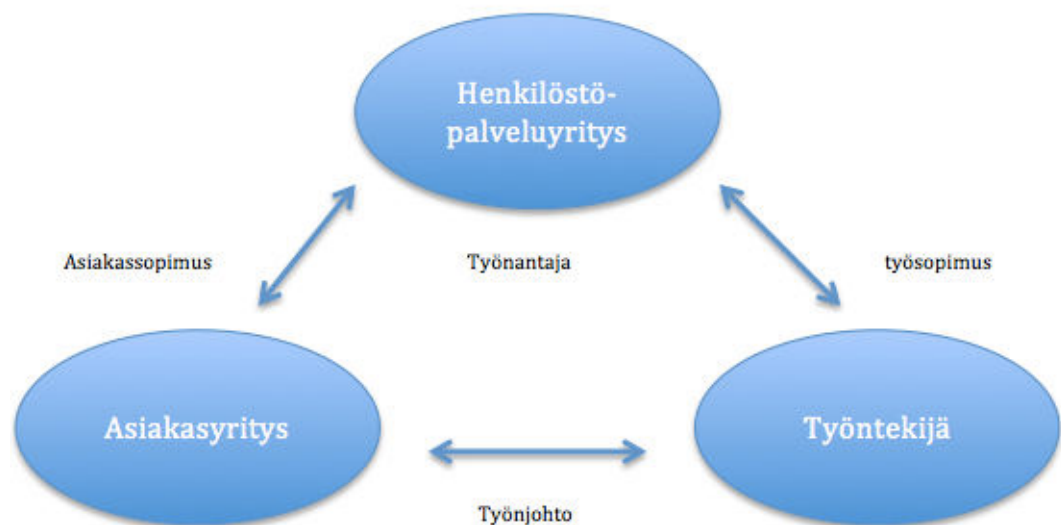 Henkilöstö-
palveluyritys
Asiakassopimus
Työnantaja
työsopimus
Asiakasyritys
Työntekijä
Työnjohto